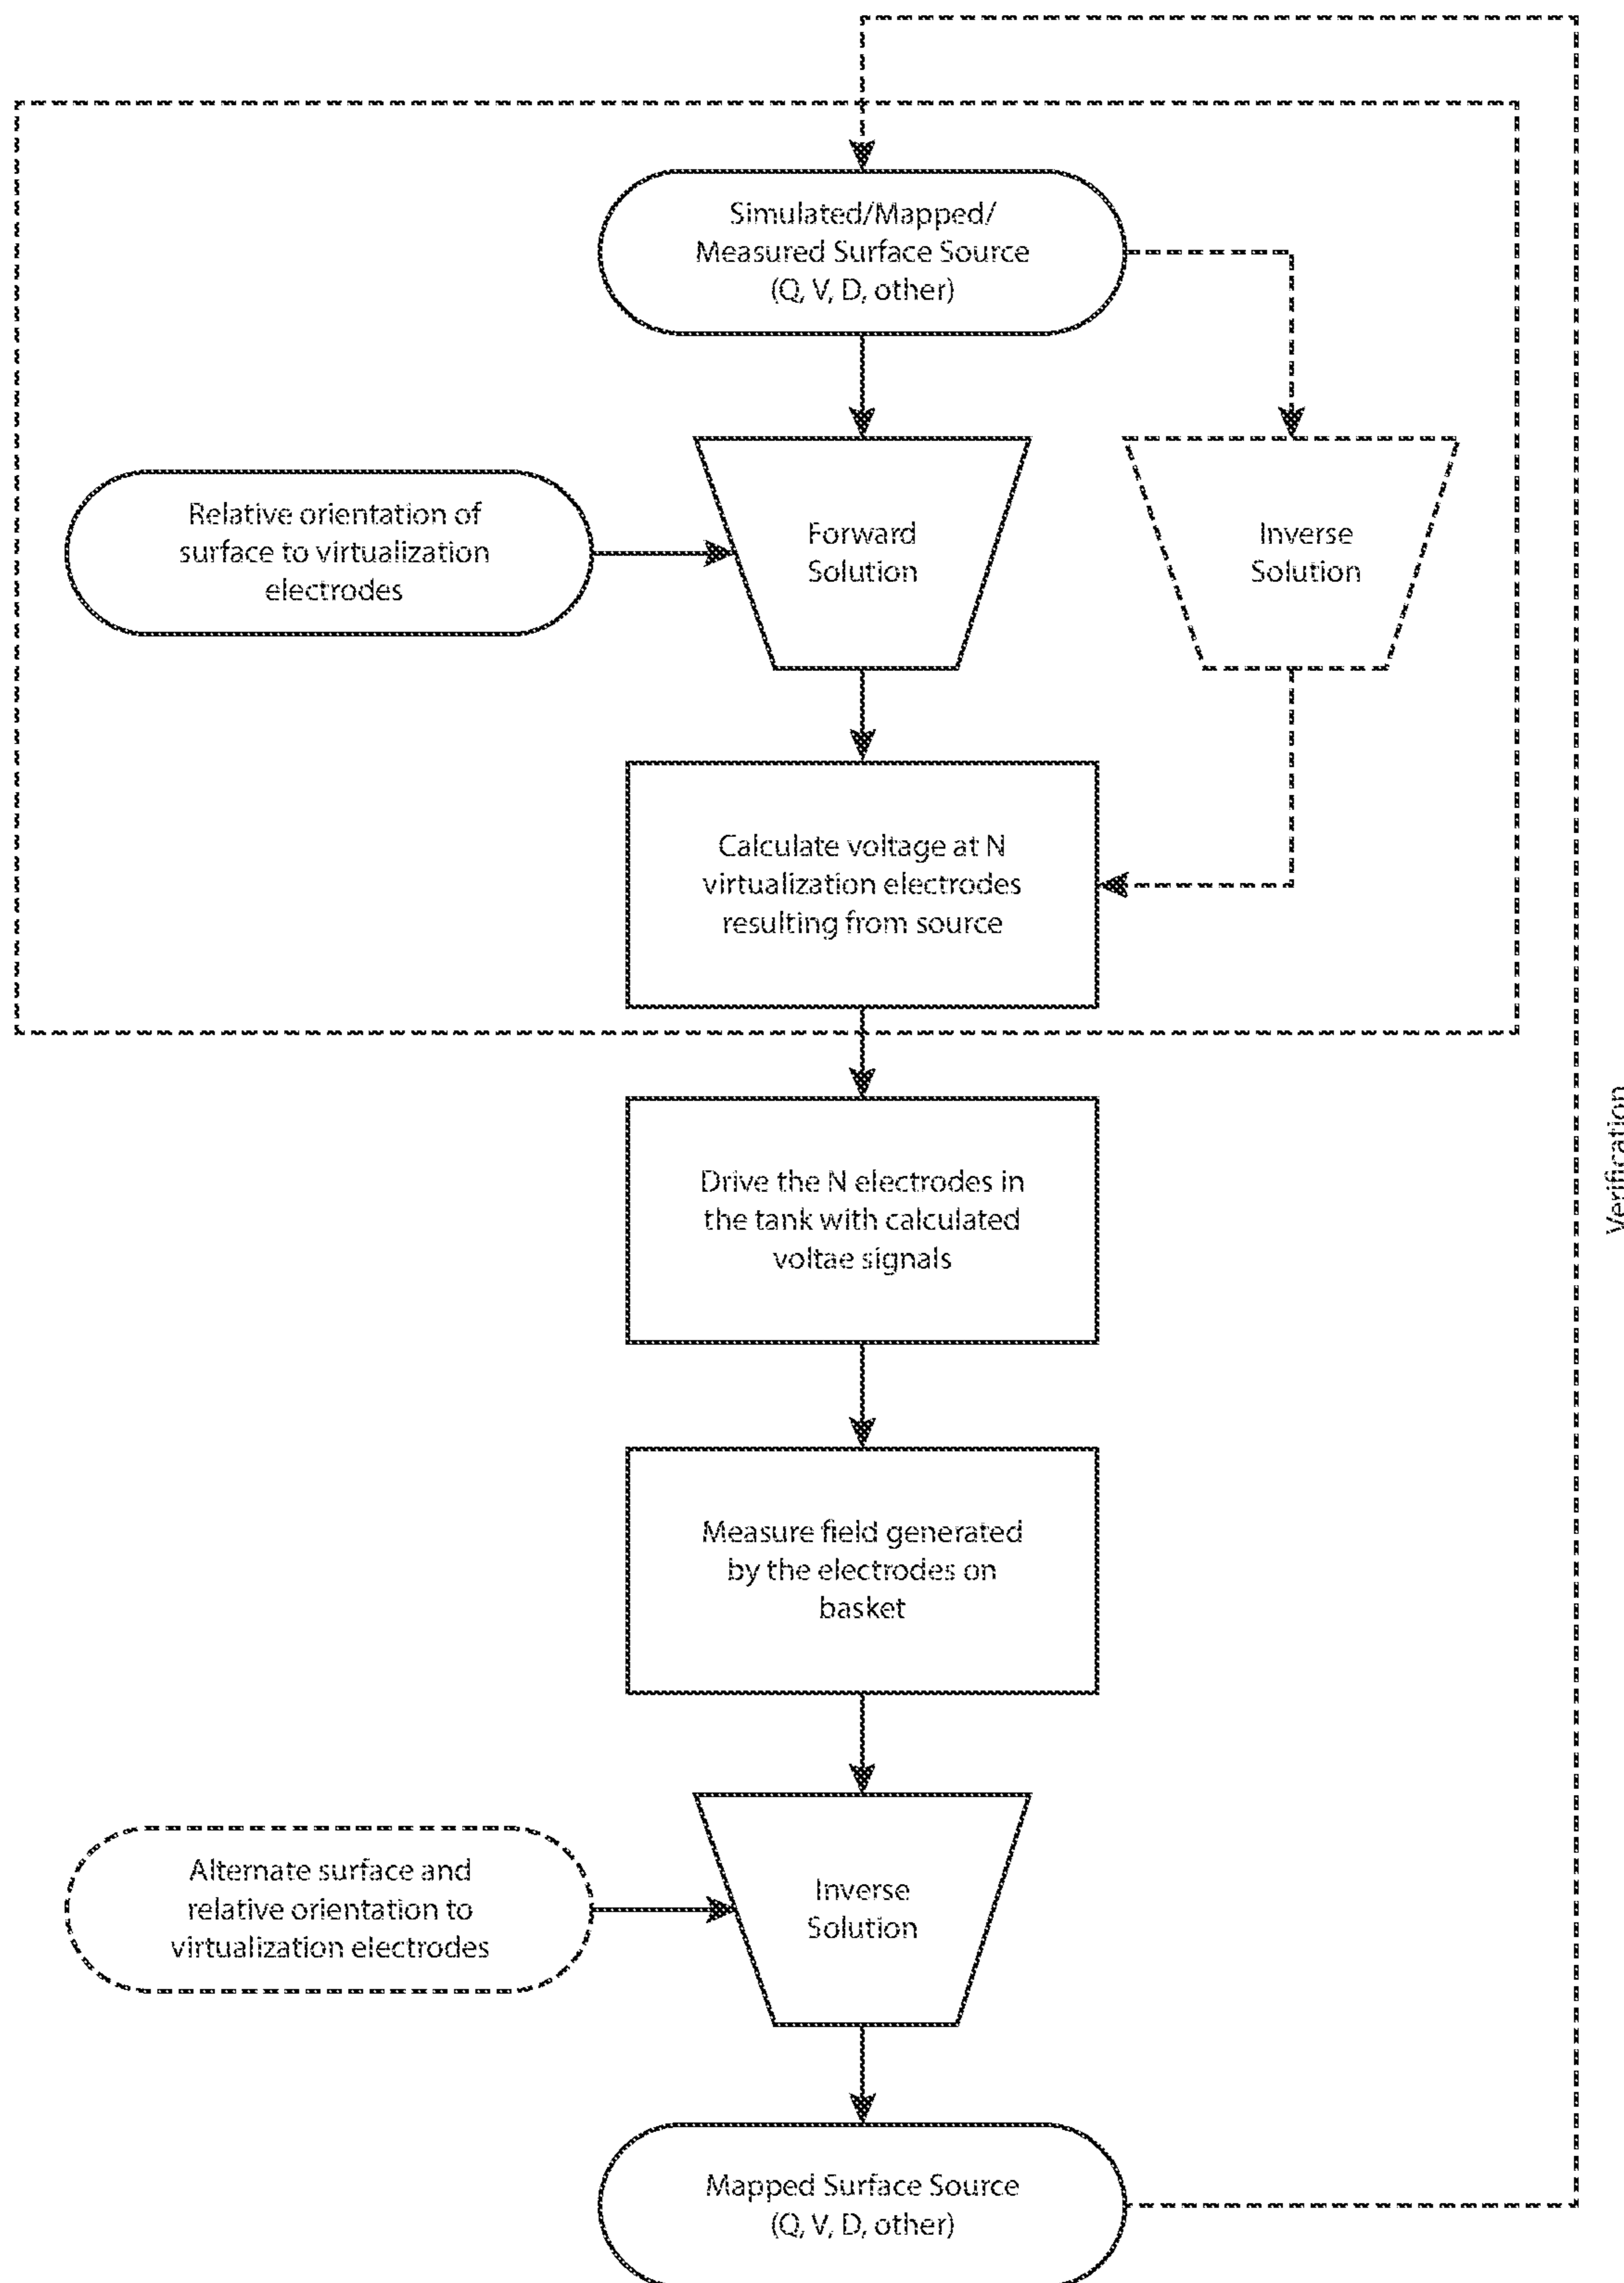 Simulated/Mapped/
Measured Surface Source
(Q, V, D, other)
Relative orientation of
surface to virtualization
electrodes
Forward
Solution
Inverse
Solution
Calculate voltage at N
virtualization electrodes
resulting from source
Drive the N electrodes in
the tank with calculated
voltae signals
Verification
Measure field generated
by the electrodes on
basket
Alternate surface and
relative orientation to
virtualization electrodes
Inverse
Solution
Mapped Surface Source
(Q, V, D, other)